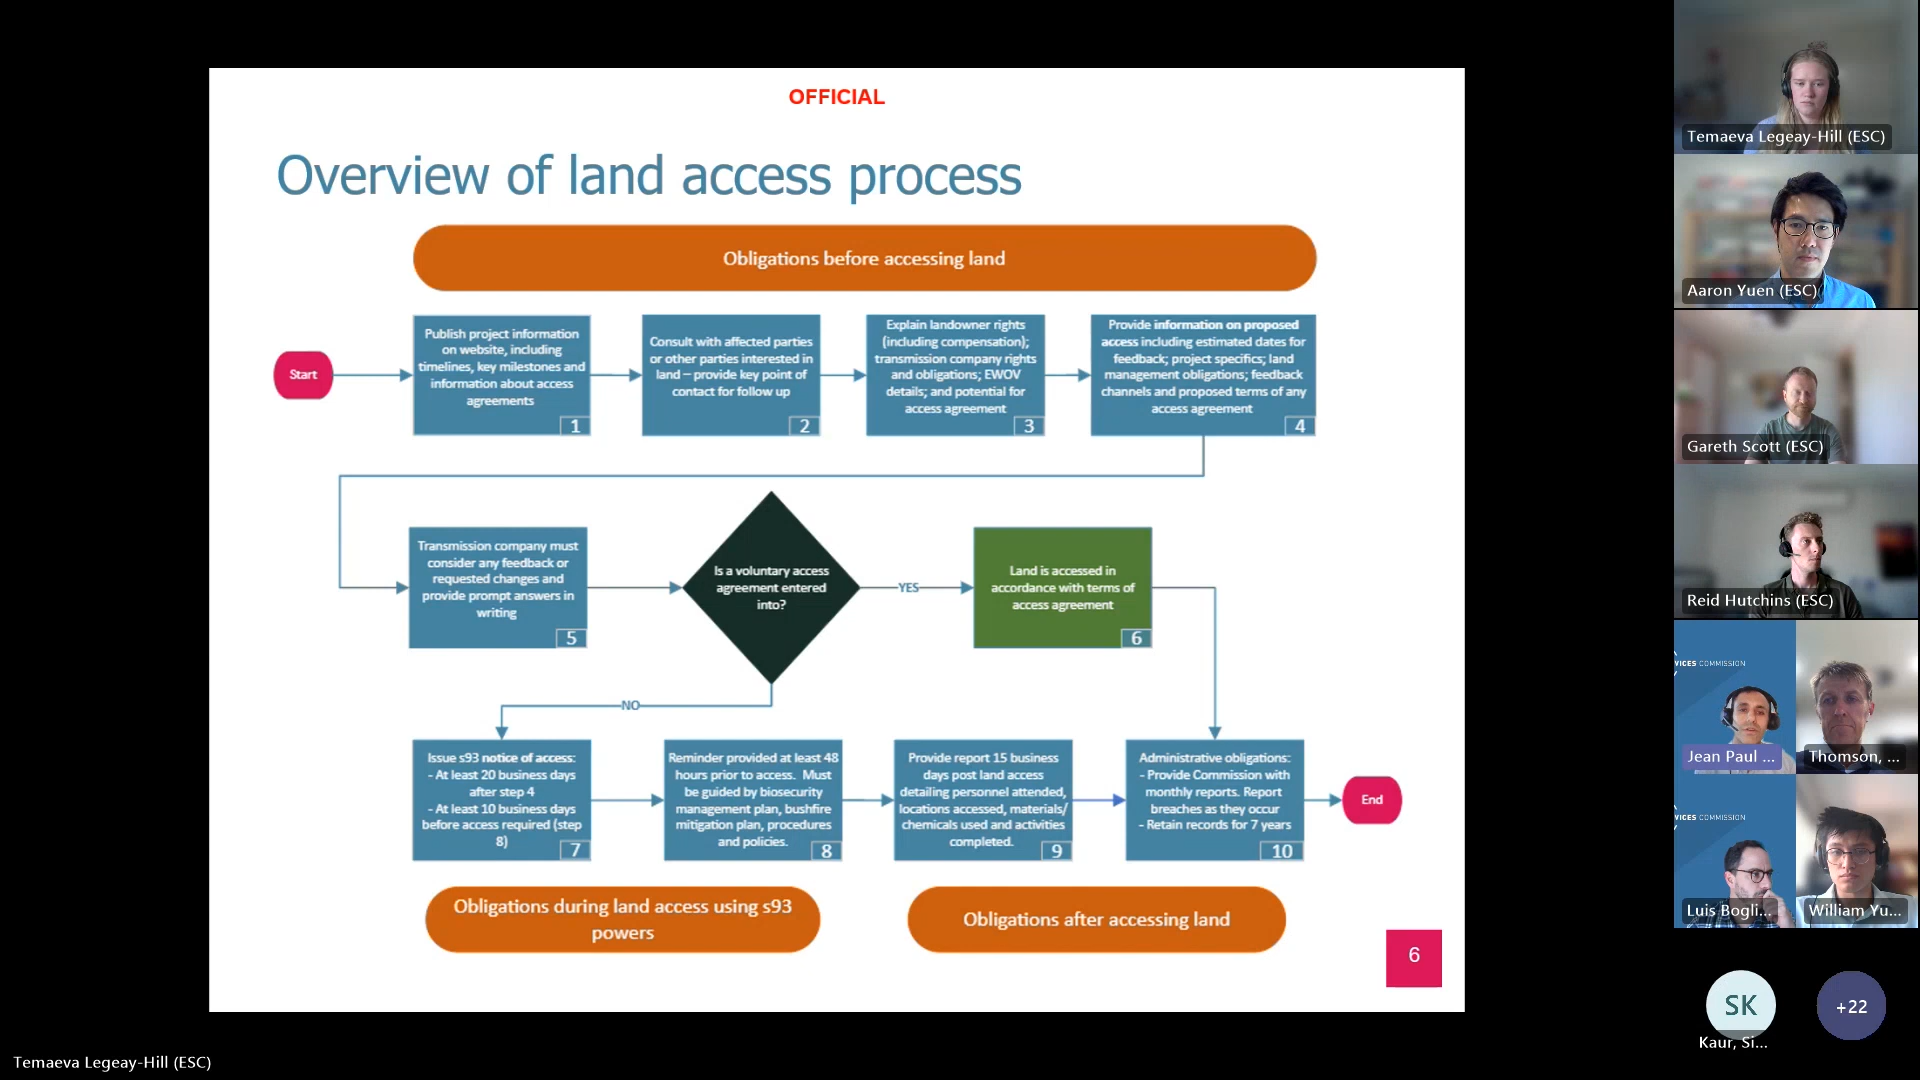 OFFICIAL
Overview of land access process
Obligations before accessing land
Start
Publish project information
on website, including
timelines, key milestones and
information about access
agreements
1
Consult with affected parties
or other parties interested in
land – provide key point of
contact for follow up
2
Explain landowner rights
(including compensation);
transmission company rights
and obligations; EWOV
details; and potential for
access agreement
3
Provide information on proposed
access including estimated dates for
feedback; project specifics; land
management obligations; feedback
channels and proposed terms of any
access agreement
4
Transmission company must
consider any feedback or
requested changes and
provide prompt answers in
writing
5
Is a voluntary access
agreement entered
into?
YES
Land is accessed in
accordance with terms of
access agreement
6
NO
Issue s93 notice of access:
- At least 20 business days
after step 4
- At least 10 business days
before access required (step
8)
7
Reminder provided at least 48
hours prior to access. Must
be guided by biosecurity
management plan, bushfire
mitigation plan, procedures
and policies.
8
Provide report 15 business
days post land access
detailing personnel attended,
locations accessed, materials/
chemicals used and activities
completed.
9
Administrative obligations:
- Provide Commission with
monthly reports. Report
breaches as they occur
- Retain records for 7 years
10
End
Obligations during land access using s93
powers
Obligations after accessing land
6
Temaeva Legeay-Hill (ESC)
Aaron Yuen (ESC)
Gareth Scott (ESC)
Reid Hutchins (ESC)
VICES COMMISSION
Jean Paul ...
Thomson, ...
VICES COMMISSION
Luis Bogli...
William Yu...
SK
Kaur, Si...
+22
Temaeva Legeay-Hill (ESC)